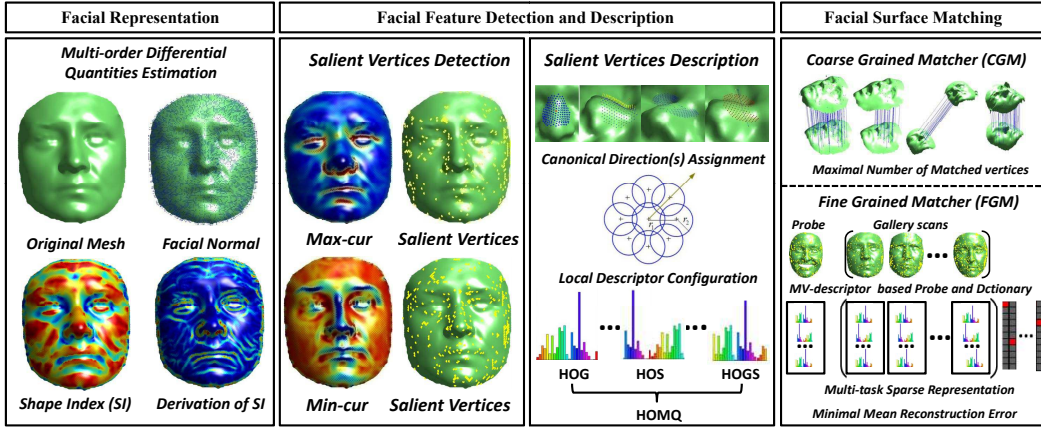 Facial Representation
Facial Feature Detection and Description
Facial Surface Matching
Multi-order Differential
Quantities Estimation
Original Mesh
Facial Normal
Shape Index (SI)
Derivation of SI
Salient Vertices Detection
Max-cur
Salient Vertices
Min-cur
Salient Vertices
Salient Vertices Description
Canonical Direction(s) Assignment
r1
r2
Local Descriptor Configuration
HOG
HOS
HOGS
HOMQ
Coarse Grained Matcher (CGM)
Maximal Number of Matched vertices
Fine Grained Matcher (FGM)
Probe
Gallery scans
MV-descriptor based Probe and Dctionary
Multi-task Sparse Representation
Minimal Mean Reconstruction Error